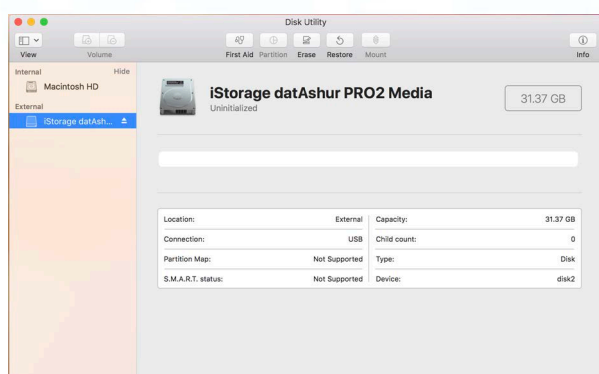 Disk Utility
View
Volume
First Aid
Partition
Erase
Restore
Mount
Info
Internal
Hide
Macintosh HD
External
iStorage datAsh...
iStorage datAshur PRO2 Media
Uninitialized
31.37 GB
Location: External
Capacity: 31.37 GB
Connection: USB
Child count: 0
Partition Map: Not Supported
Type: Disk
S.M.A.R.T. status: Not Supported
Device: disk2